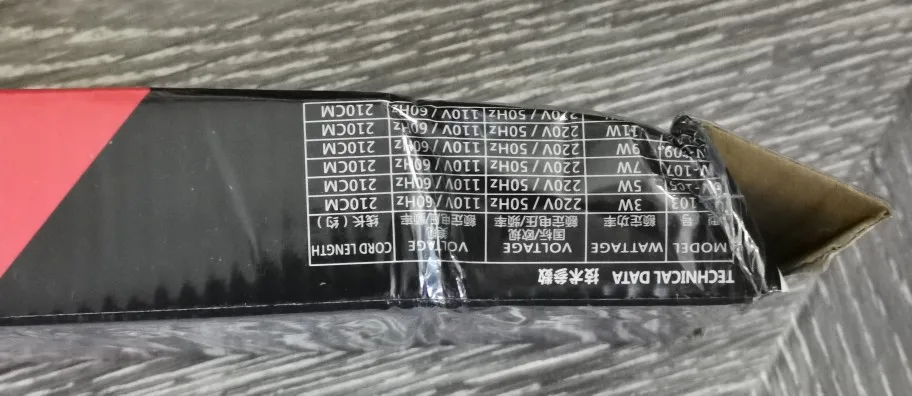 TECHNICAL DATA 技术参数
MODEL WATTAGE VOLTAGE VOLTAGE CORD LENGTH
国标/欧规 美规
号 额定功率 额定电压/频率 额定电压/频率 线长(约)
103 3W 220V / 50Hz 110V / 60Hz 210CM
5W 220V / 50Hz 110V / 60Hz 210CM
107 7W 220V / 50Hz 110V / 60Hz 210CM
9W 220V / 50Hz 110V / 60Hz 210CM
11W 220V / 50Hz 110V / 60Hz 210CM
220V / 50Hz 110V / 60Hz 210CM